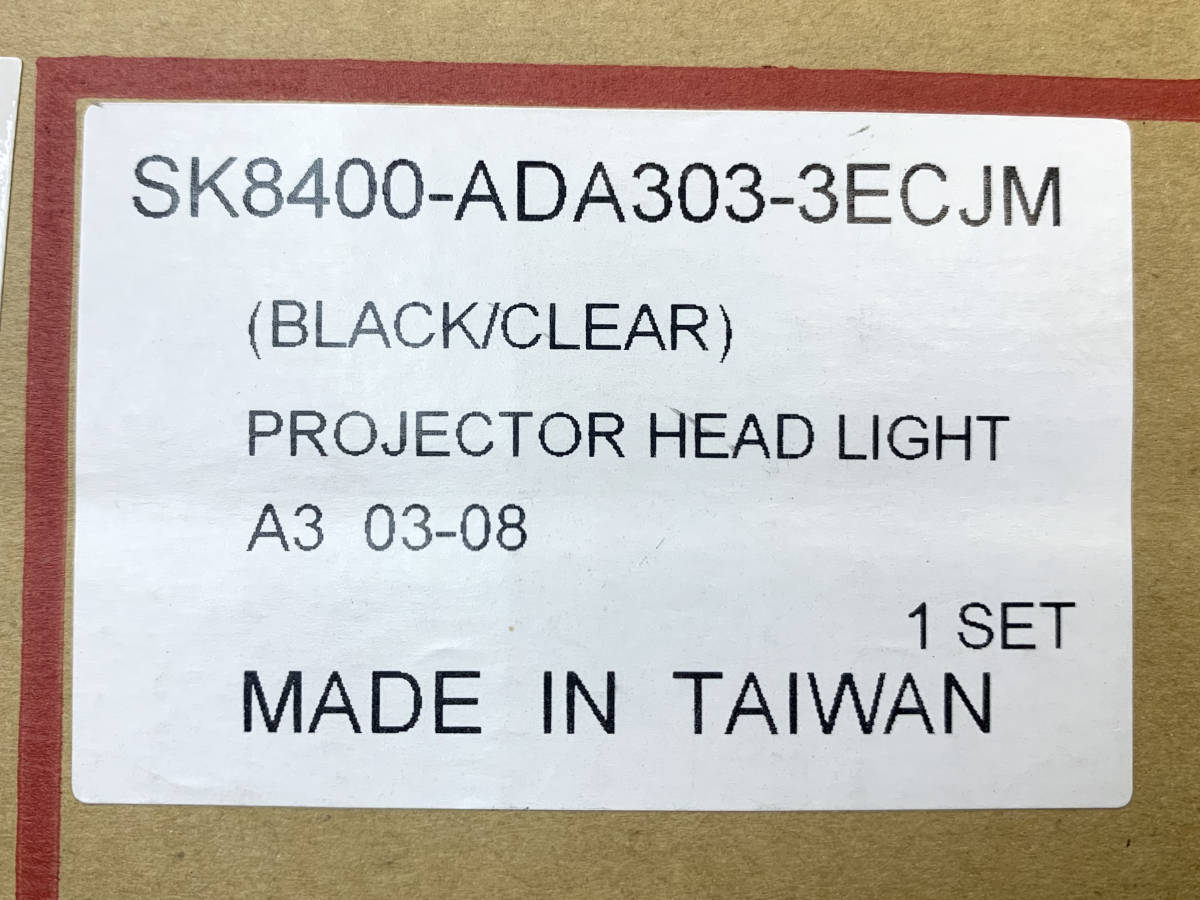 SK8400-ADA303-3ECJM
(BLACK/CLEAR)
PROJECTOR HEAD LIGHT
A3 03-08
1 SET
MADE IN TAIWAN